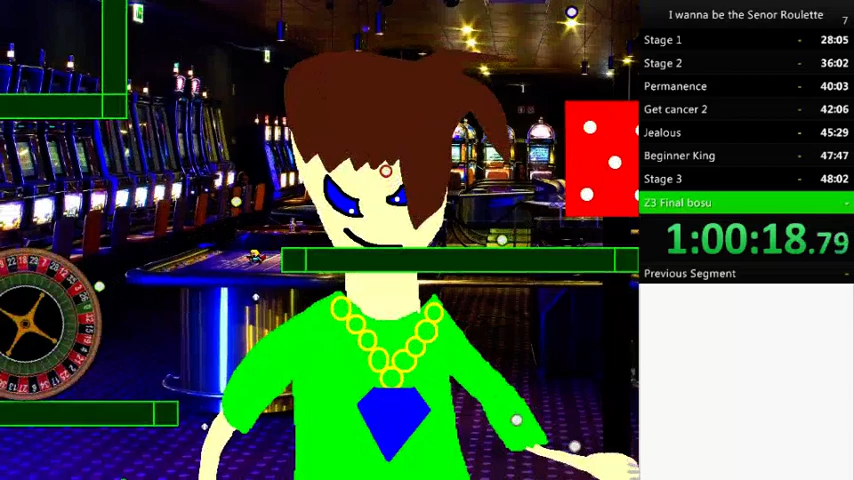 I wanna be the Senor Roulette
7
Stage 1 - 28:05
Stage 2 - 36:02
Permanence - 40:03
Get cancer 2 - 42:06
Jealous - 45:29
Beginner King - 47:47
Stage 3 - 48:02
Z3 Final bosu -
1:00:18.79
Previous Segment -